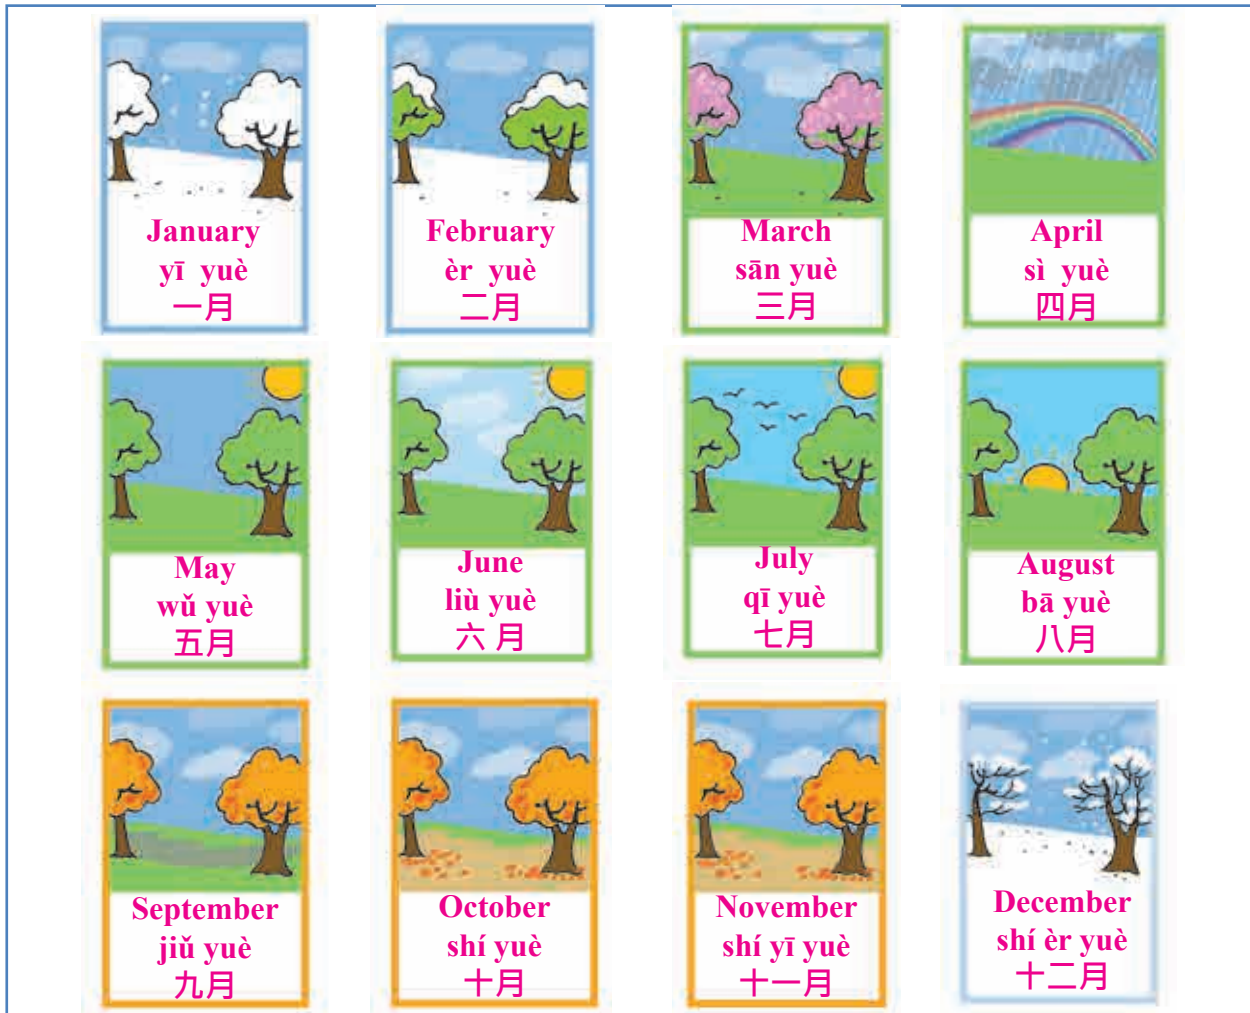 January
yī yuè
一月
February
èr yuè
二月
March
sān yuè
三月
April
sì yuè
四月
May
wǔ yuè
五月
June
liù yuè
六 月
July
qī yuè
七月
August
bā yuè
八月
September
jiǔ yuè
九月
October
shí yuè
十月
November
shí yī yuè
十一月
December
shí èr yuè
十二月